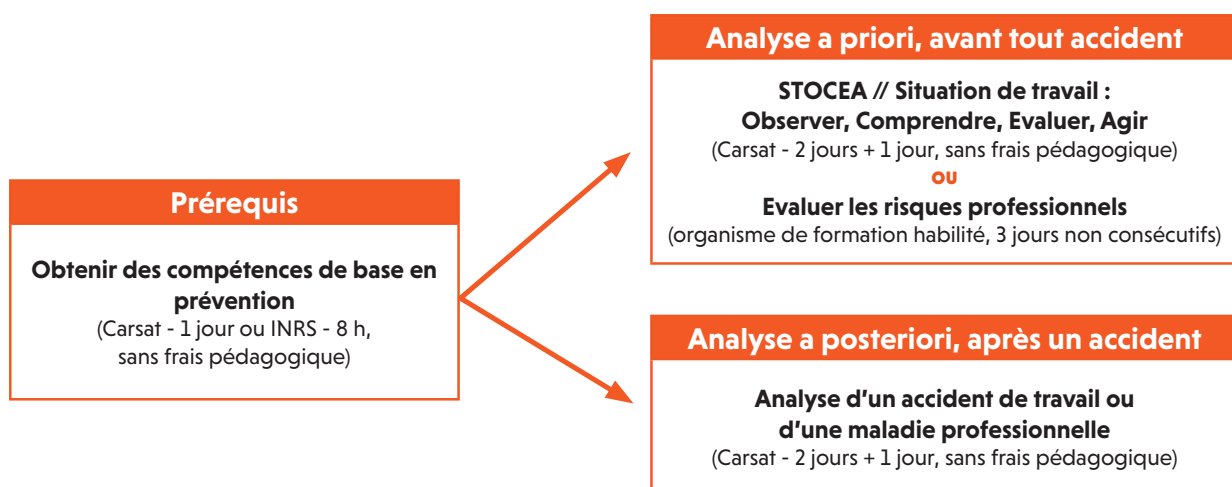 Prérequis
Obtenir des compétences de base en
prévention
(Carsat - 1 jour ou INRS - 8 h,
sans frais pédagogique)
Analyse a priori, avant tout accident
STOCEA // Situation de travail :
Observer, Comprendre, Evaluer, Agir
(Carsat - 2 jours + 1 jour, sans frais pédagogique)
ou
Evaluer les risques professionnels
(organisme de formation habilité, 3 jours non consécutifs)
Analyse a posteriori, après un accident
Analyse d’un accident de travail ou
d’une maladie professionnelle
(Carsat - 2 jours + 1 jour, sans frais pédagogique)